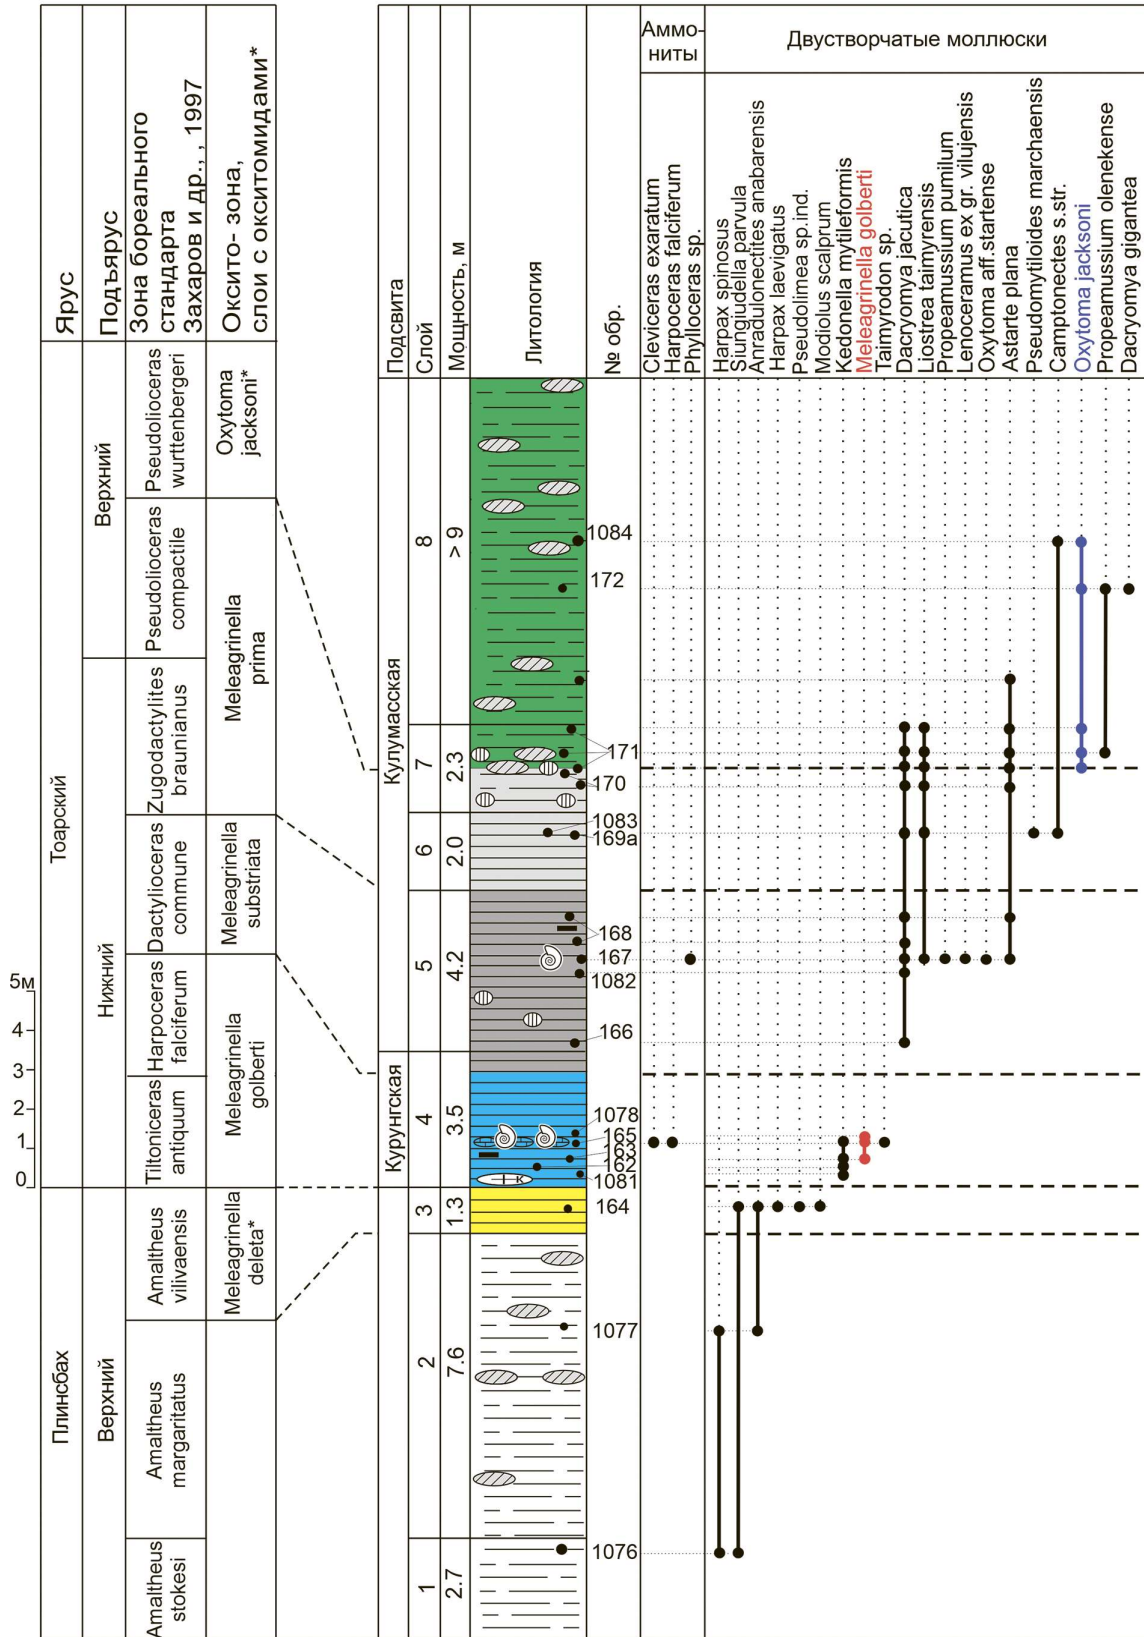 Ярус
Подъярус
Зона бореального
стандарта
Захаров и др., , 1997
Оксито- зона,
слои с окситомидами*
Тоарский
Плинсбах
Верхний
Нижний
Верхний
Pseudolioceras
wurttenbergeri
Pseudolioceras
compactile
Zugodactylites
braunianus
Dactylioceras
commune
Harpoceras
falciferum
Tiltoniceras
antiquum
Amaltheus
vilivaensis
Amaltheus
margaritatus
Amaltheus
stokesi
Oxytoma
jacksoni*
Meleagrinella
prima
Meleagrinella
substriata
Meleagrinella
golberti
Meleagrinella
deleta*
5м
4
3
2
1
0
Подсвита
Слой
Мощность, м
Литология
№ обр.
Кулумасская
Курунгская
8
7
6
5
4
3
2
1
> 9
2.3
2.0
4.2
3.5
1.3
7.6
2.7
к
1084
172
171
170
1083
169а
168
167
1082
166
1078
165
163
162
1081
164
1077
1076
Аммо-
ниты
Двустворчатые моллюски
Cleviceras exaratum
Harpoceras falciferum
Phylloceras sp.
Harpax spinosus
Siungiudella parvula
Anradulonectites anabarensis
Harpax laevigatus
Pseudolimea sp.ind.
Modiolus scalprum
Kedonella mytileformis
Meleagrinella golberti
Taimyrodon sp.
Dacryomya jacutica
Liostrea taimyrensis
Propeamussium pumilum
Lenoceramus ex gr. vilujensis
Oxytoma aff.startense
Astarte plana
Pseudomytiloides marchaensis
Camptonectes s.str.
Oxytoma jacksoni
Propeamussium olenekense
Dacryomya gigantea